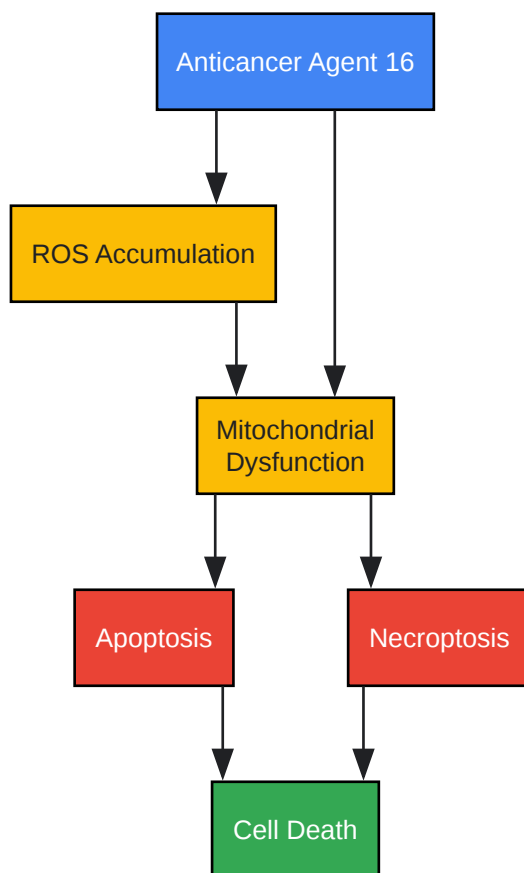 Anticancer Agent 16
ROS Accumulation
Mitochondrial
Dysfunction
Apoptosis
Necroptosis
Cell Death